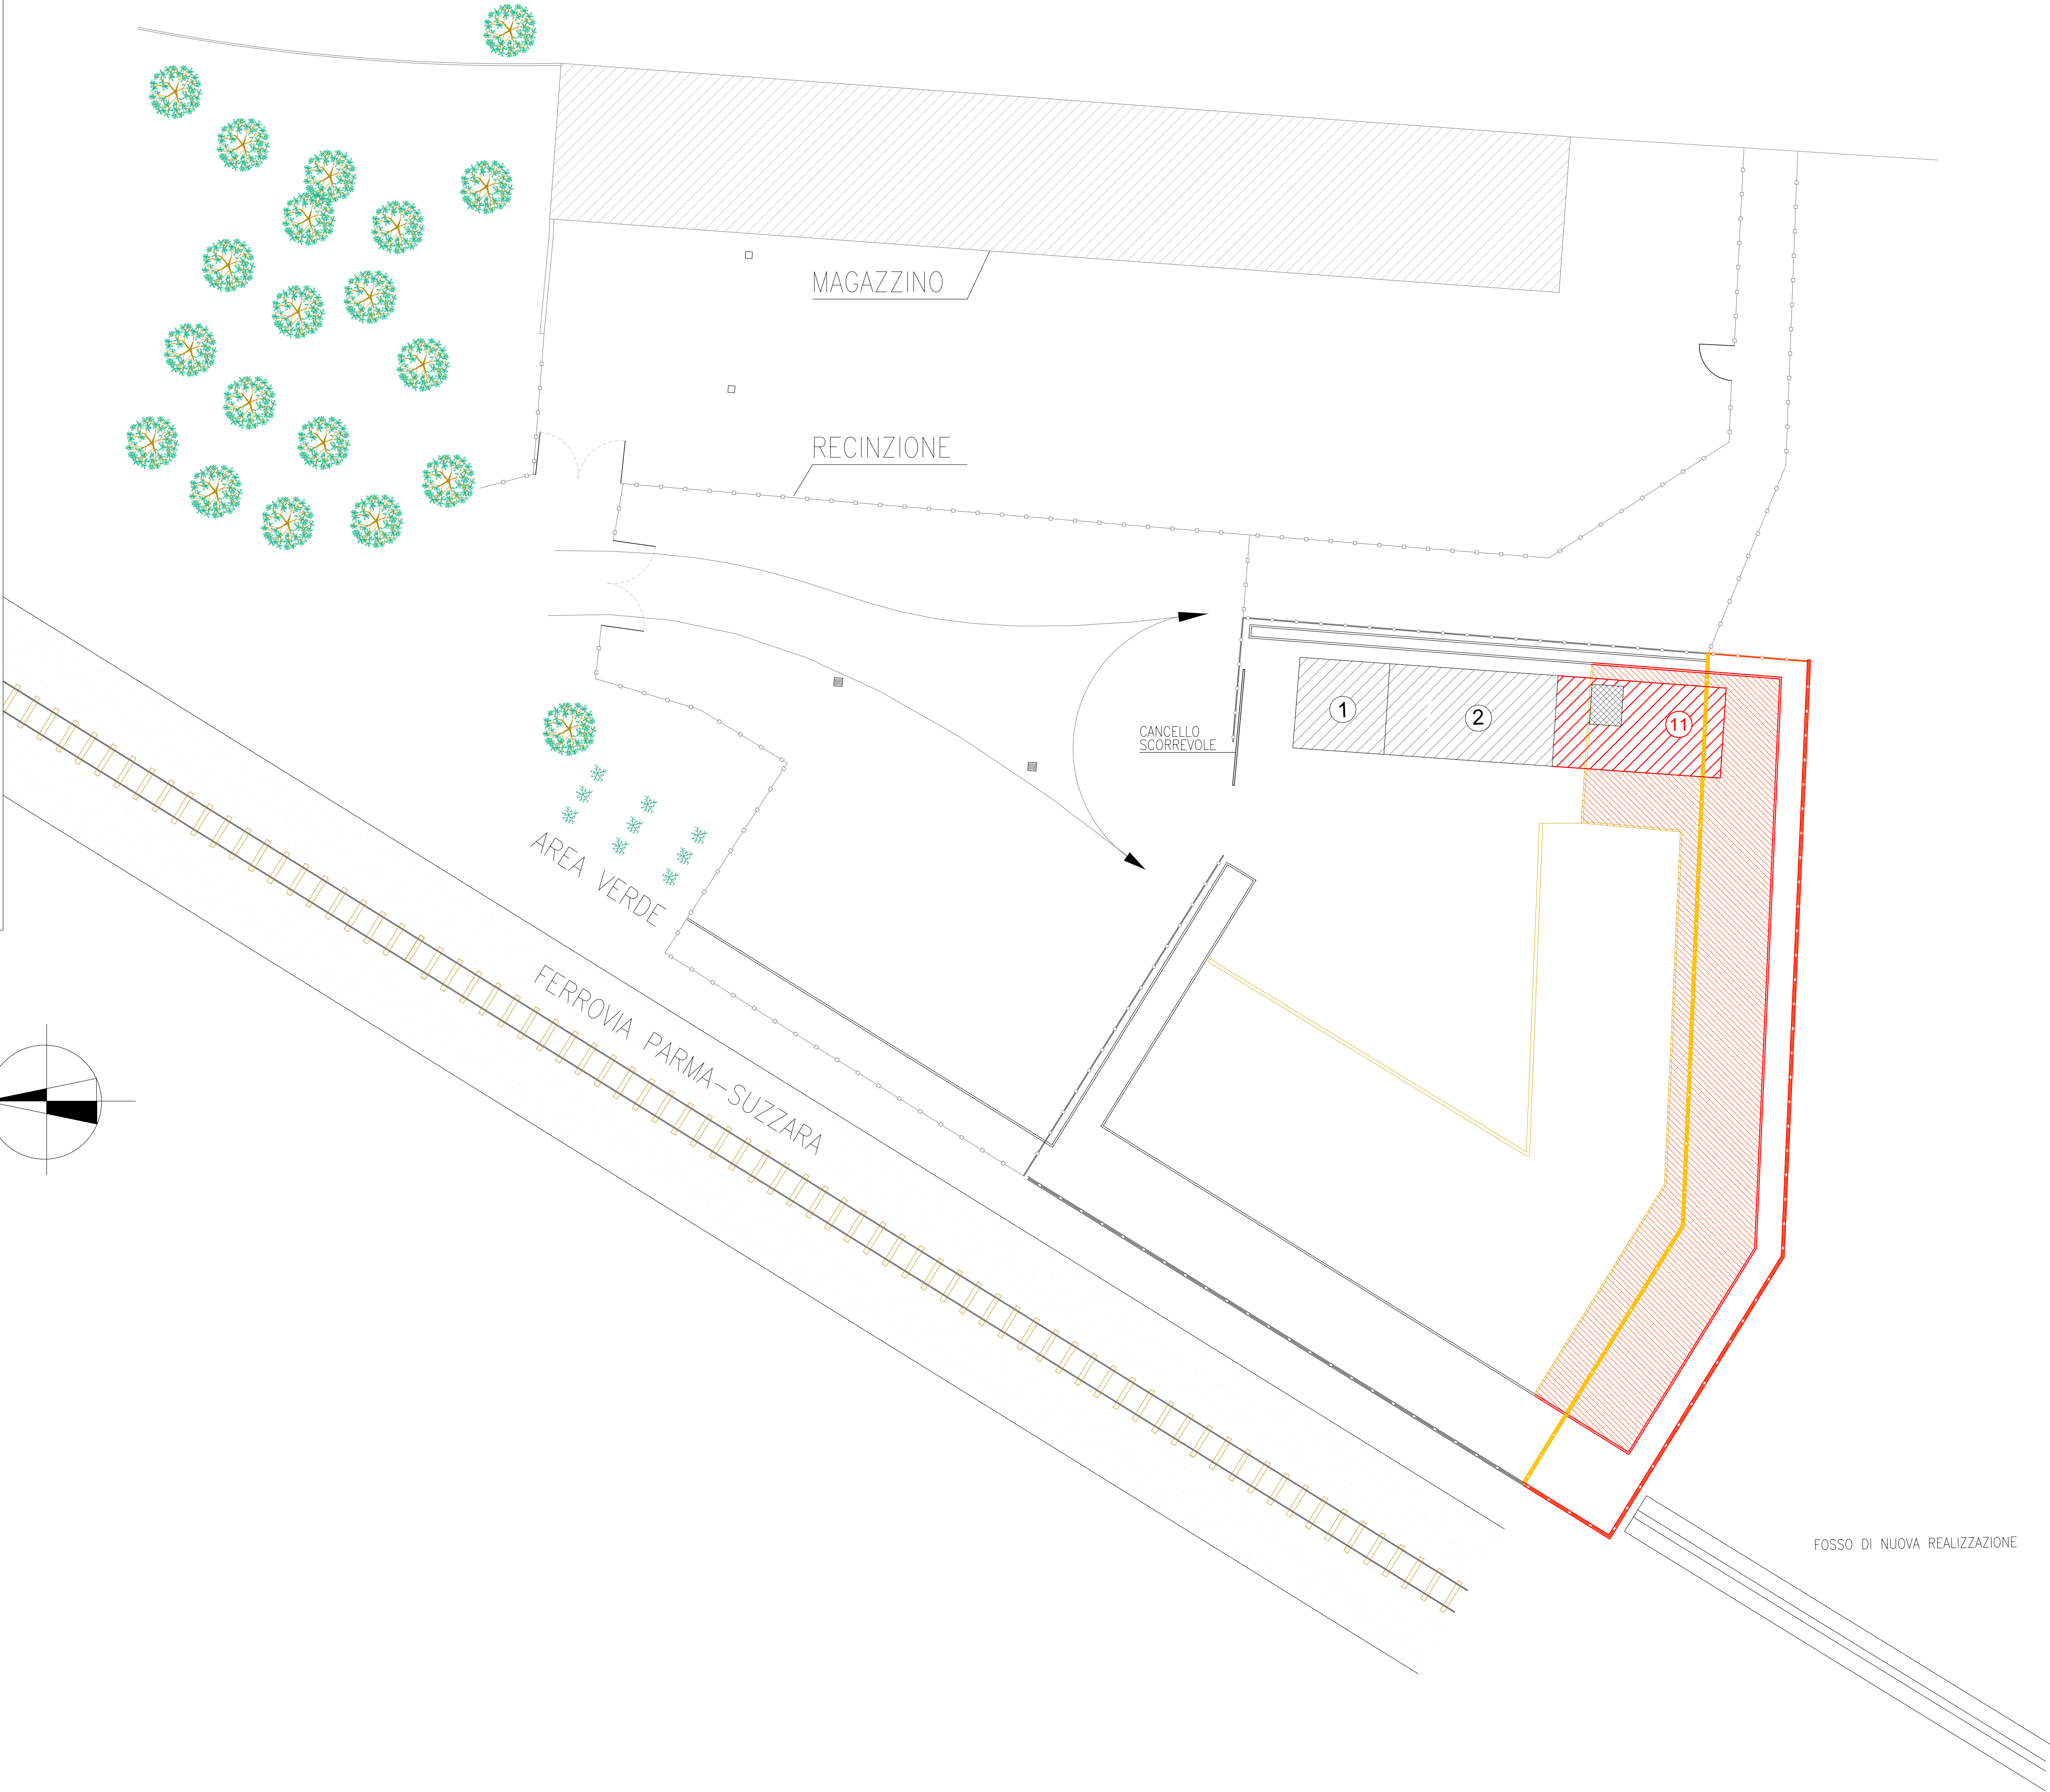 MAGAZZINO
RECINZIONE
1
2
11
CANCELLO
SCORREVOLE
AREA VERDE
FERROVIA PARMA-SUZZARA
FOSSO DI NUOVA REALIZZAZIONE